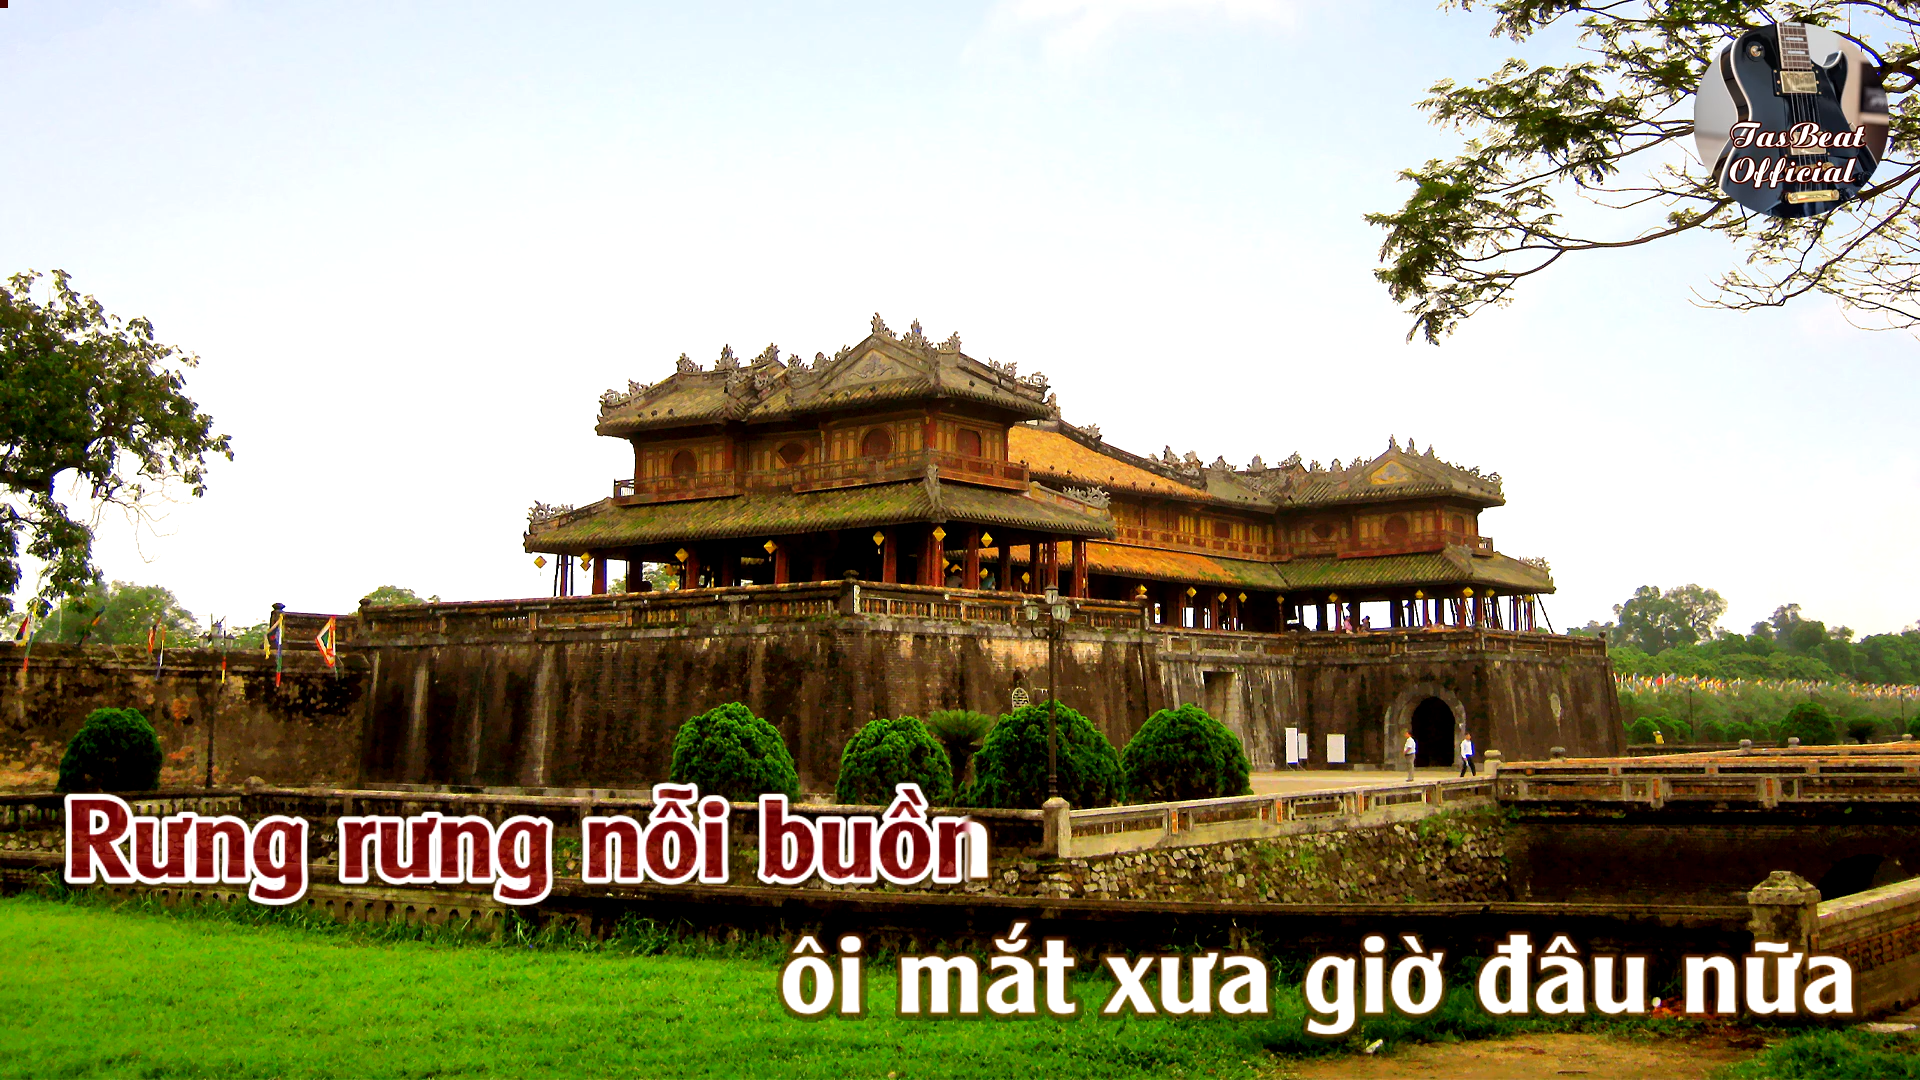 TasBeat
Official
Rưng rưng nỗi buồn
ôi mắt xưa giờ đâu nữa